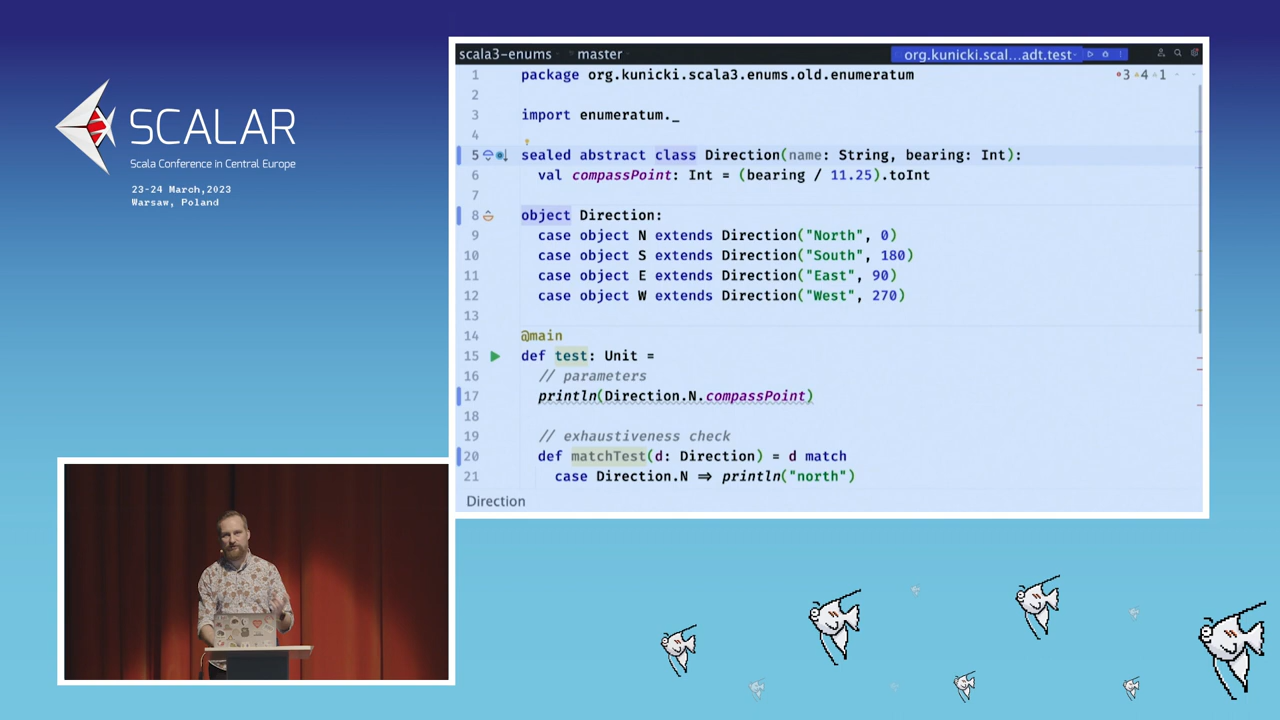 SCALAR
Scala Conference in Central Europe
23-24 March,2023
Warsaw, Poland
scala3-enums master org.kunicki.scal...adt.test
1 package org.kunicki.scala3.enums.old.enumeratum 3 4 1
2
3 import enumeratum._
4
5 sealed abstract class Direction(name: String, bearing: Int):
6 val compassPoint: Int = (bearing / 11.25).toInt
7
8 object Direction:
9 case object N extends Direction("North", 0)
10 case object S extends Direction("South", 180)
11 case object E extends Direction("East", 90)
12 case object W extends Direction("West", 270)
13
14 @main
15 def test: Unit =
16 // parameters
17 println(Direction.N.compassPoint)
18
19 // exhaustiveness check
20 def matchTest(d: Direction) = d match
21 case Direction.N ⇒ println("north")
Direction